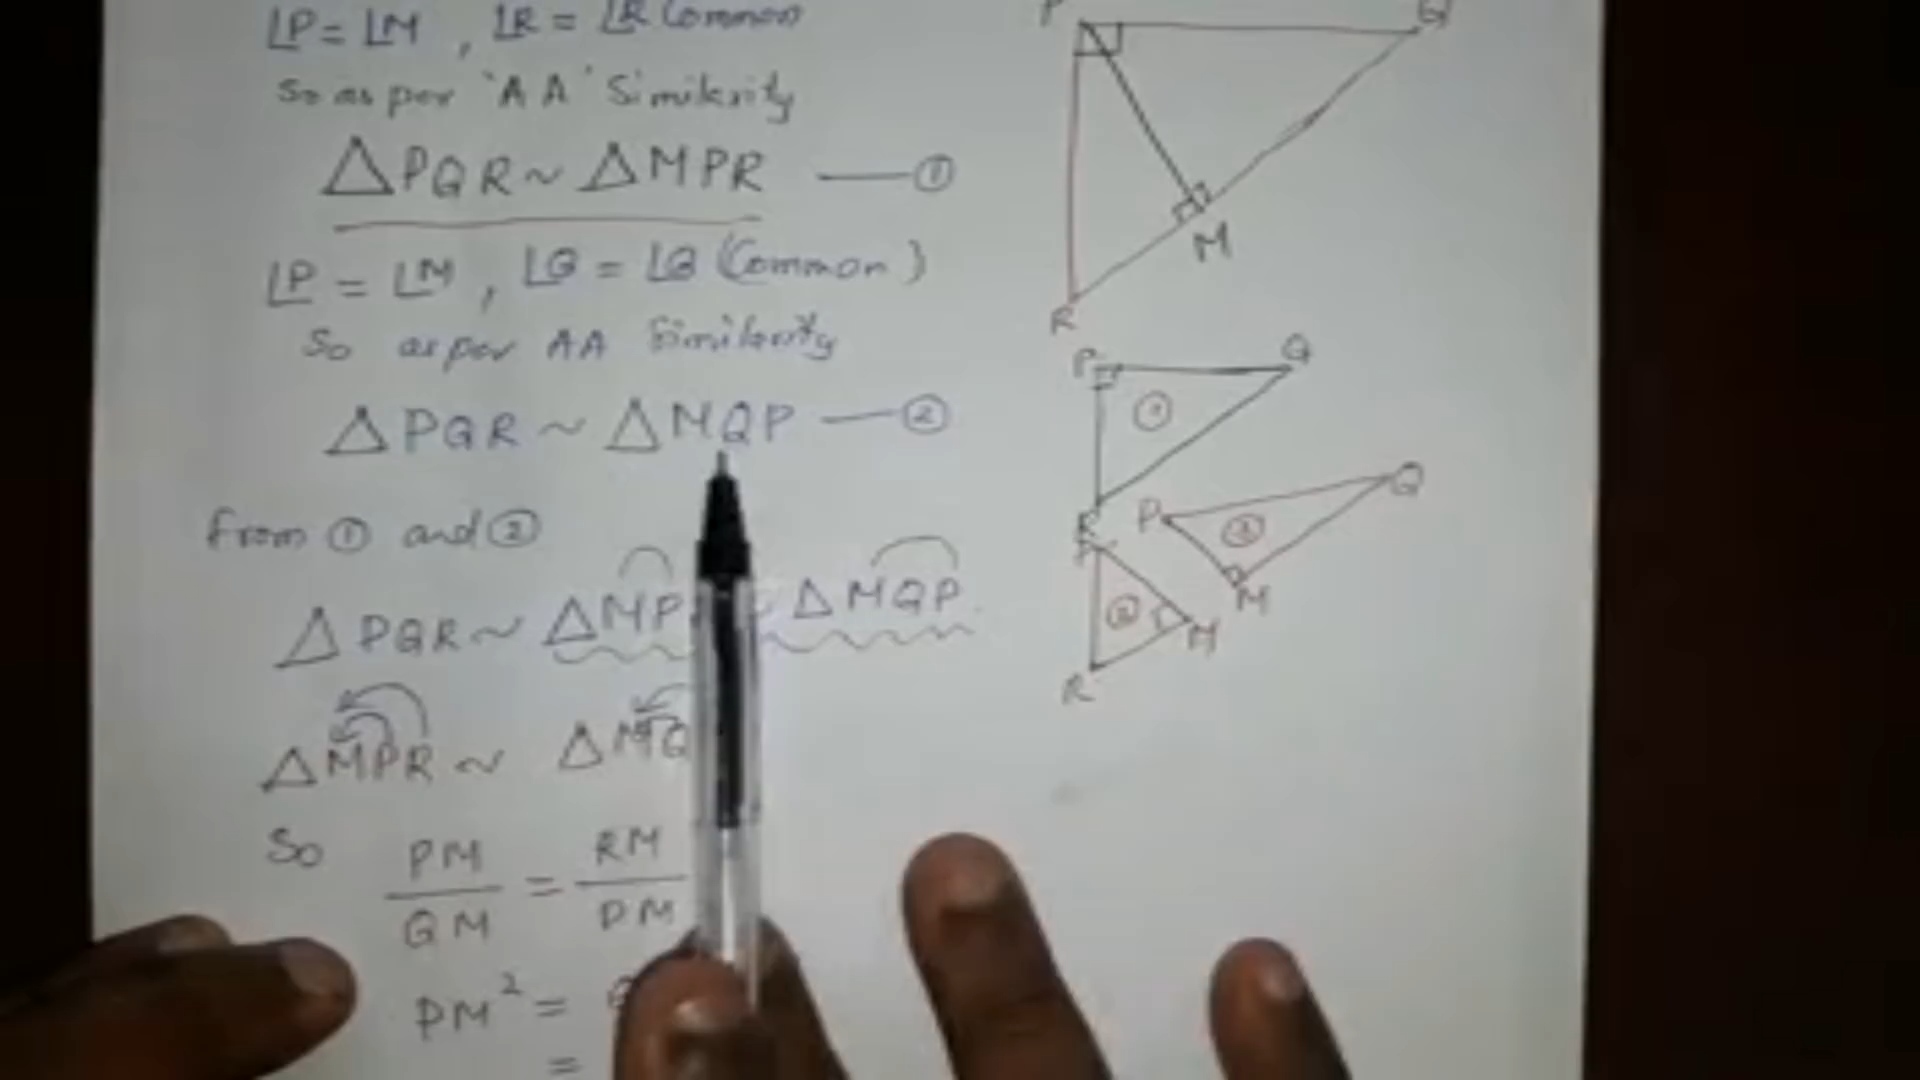 ∠P = ∠M , ∠R = ∠R Common
So as per 'AA' Similarity
△PQR ~ △MPR — ①
∠P = ∠M , ∠Q = ∠Q (Common)
So as per AA Similarity
△PQR ~ △MQP — ②
from ① and ②
△PQR ~ △MP △MQP
△MPR ~ △MQ
So PM/QM = RM/PM
PM² =
=
P Q
M
R
P Q
①
R
P Q
③
M
P
②
M
R